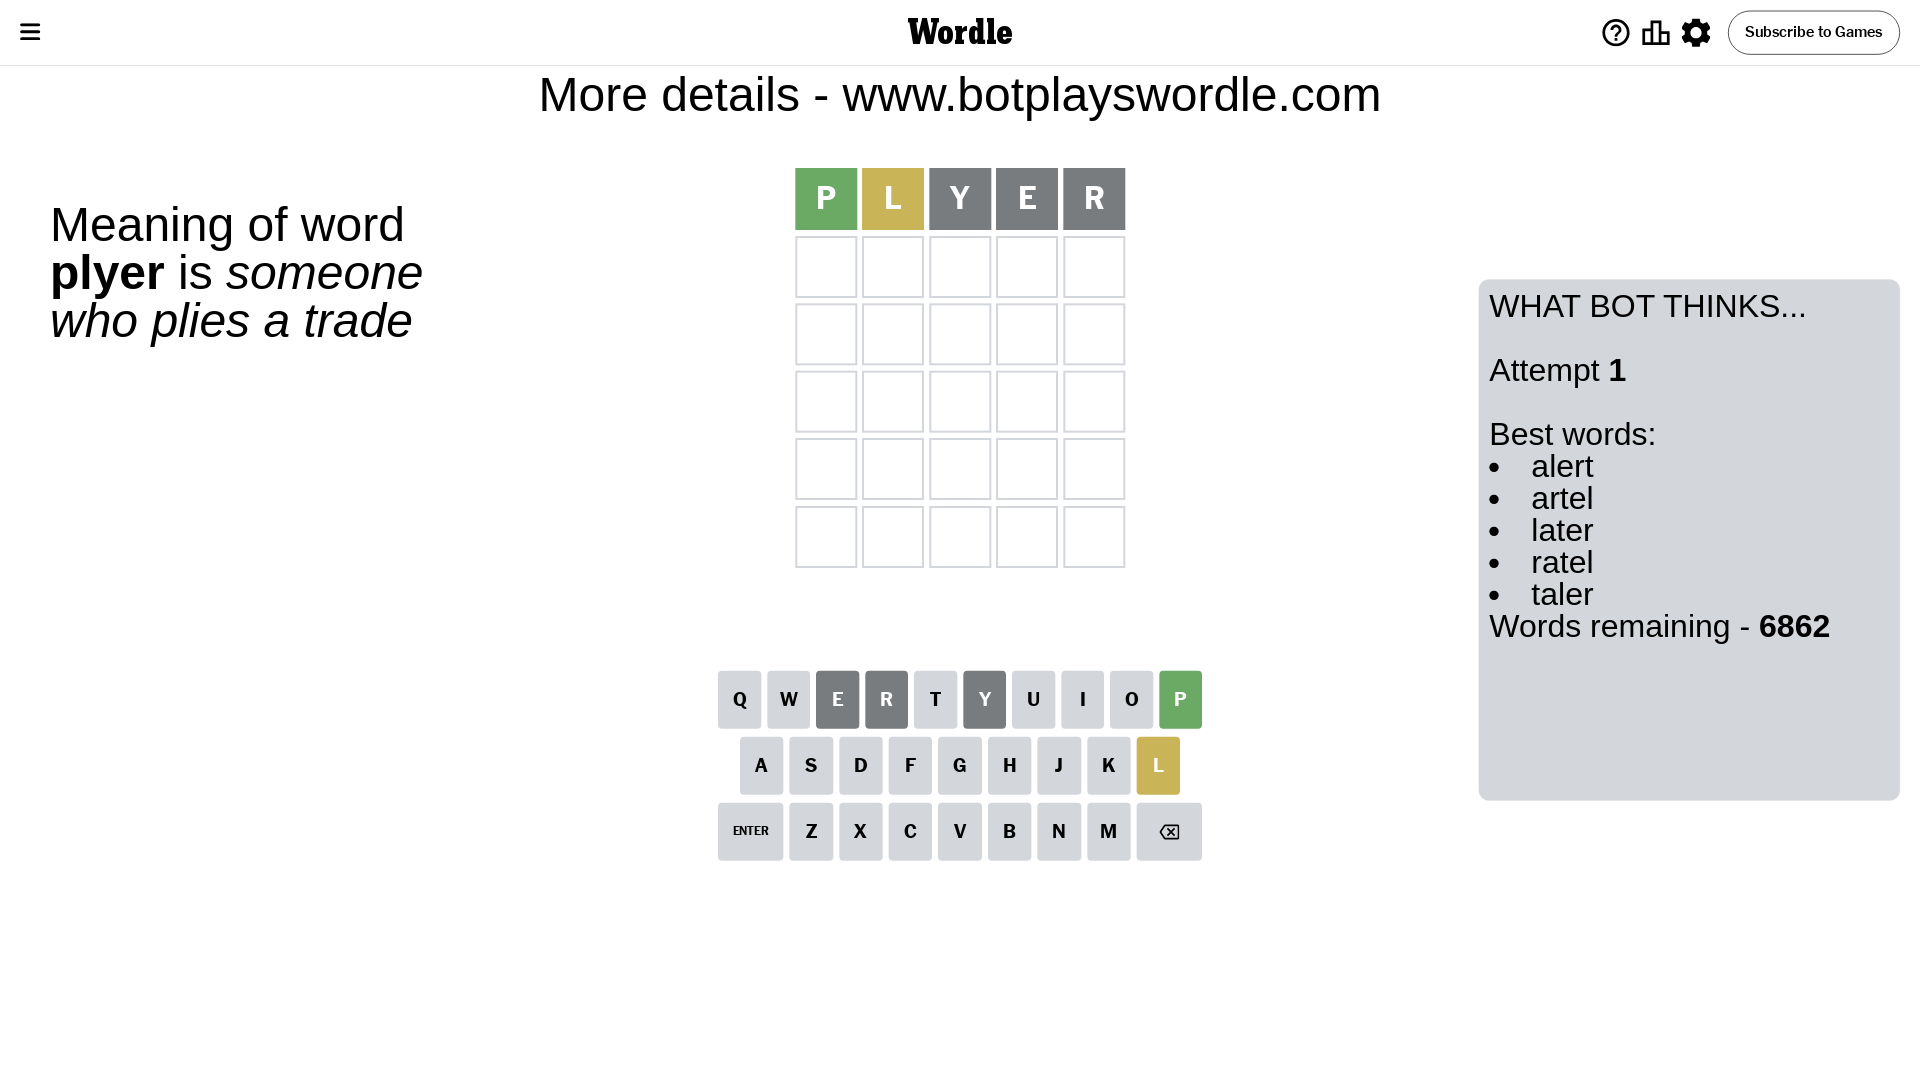 Wordle
Subscribe to Games
More details - www.botplayswordle.com
Meaning of word
plyer is someone
who plies a trade
P L Y E R
WHAT BOT THINKS...
Attempt 1
Best words:
• alert
• artel
• later
• ratel
• taler
Words remaining - 6862
Q W E R T Y U I O P
A S D F G H J K L
ENTER Z X C V B N M